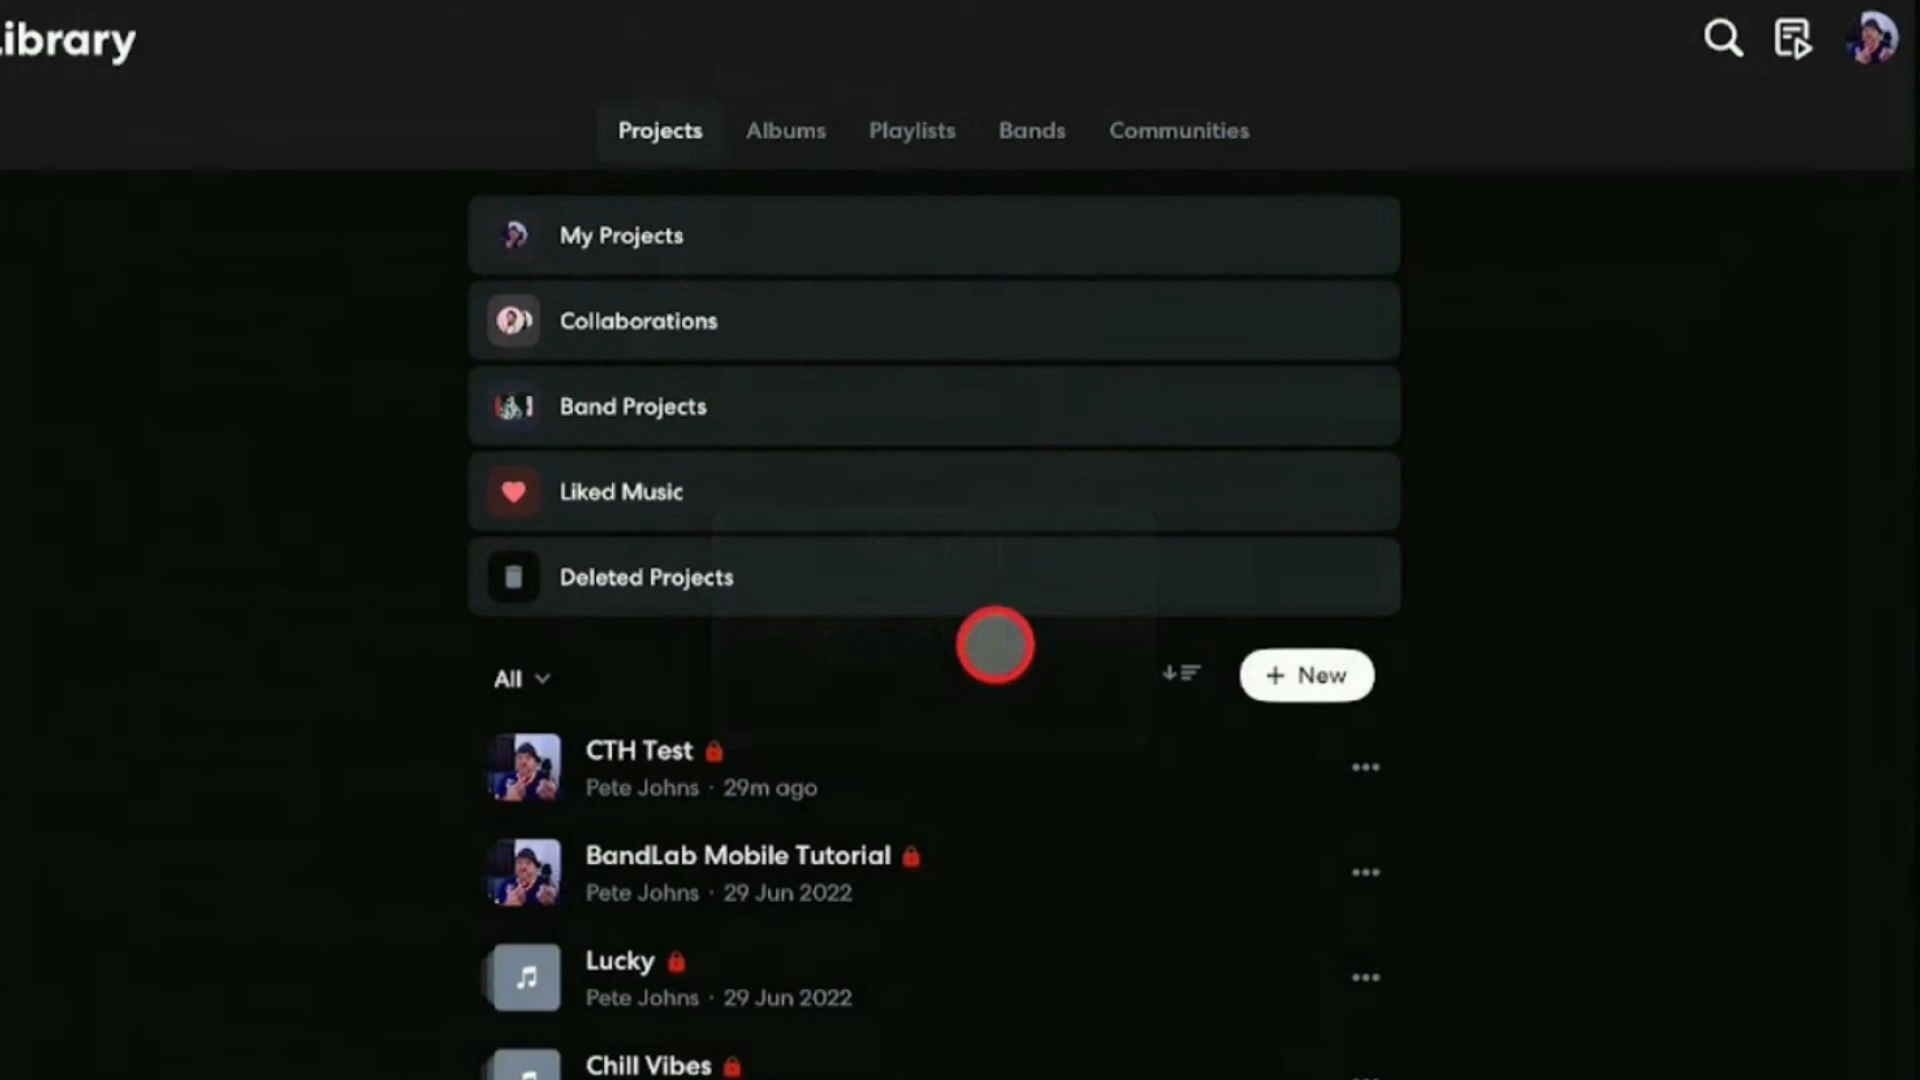 Library
Projects Albums Playlists Bands Communities
My Projects
Collaborations
Band Projects
Liked Music
Deleted Projects
All + New
CTH Test
Pete Johns · 29m ago
BandLab Mobile Tutorial
Pete Johns · 29 Jun 2022
Lucky
Pete Johns · 29 Jun 2022
Chill Vibes